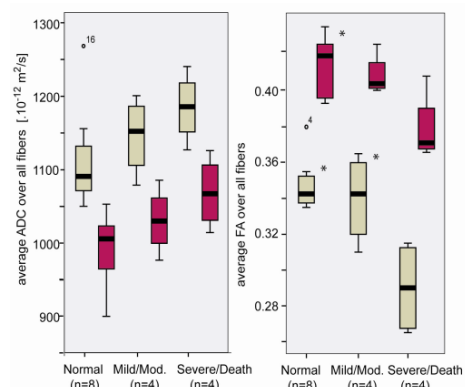 average ADC over all fibers [.10⁻¹² m²/s]
1300
1200
1100
1000
900
16
Normal
(n=8)
Mild/Mod.
(n=4)
Severe/Death
(n=4)
average FA over all fibers
0.40
0.36
0.32
0.28
*
4
*
*
Normal
(n=8)
Mild/Mod.
(n=4)
Severe/Death
(n=4)